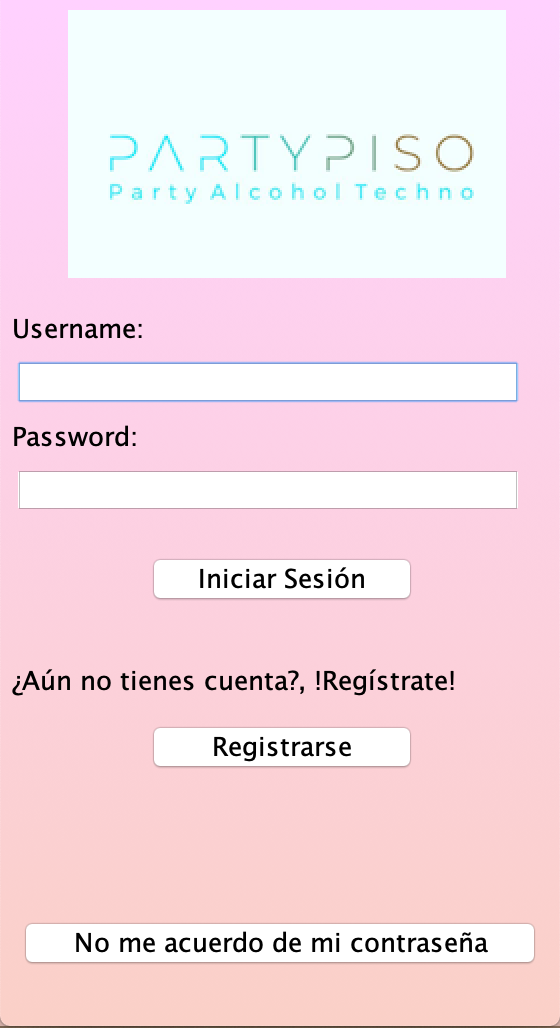 PARTYPISO
Party Alcohol Techno
Username:
Password:
Iniciar Sesión
¿Aún no tienes cuenta?, !Regístrate!
Registrarse
No me acuerdo de mi contraseña